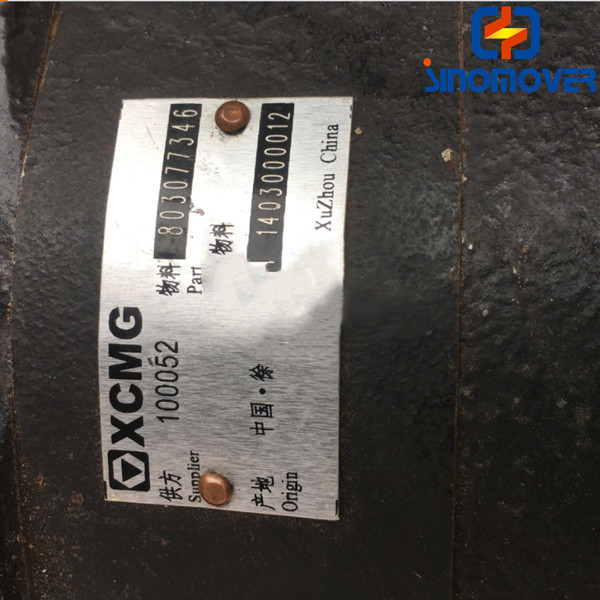 SINOMOVER
XCMG
供方 100052 物料 803077346
Supplier Part
物料 1403000012
产地 中国·徐
Origin XuZhou China